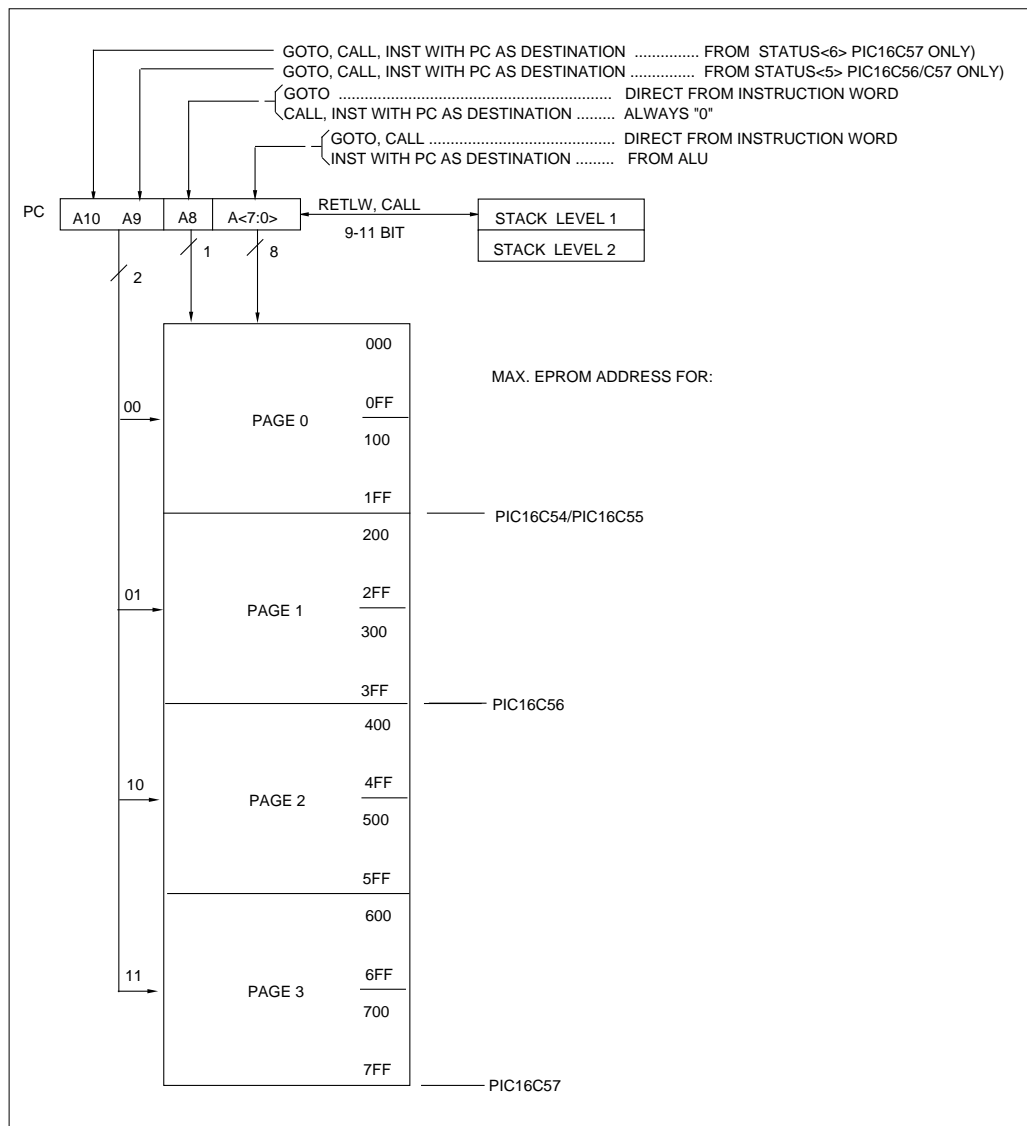 GOTO, CALL, INST WITH PC AS DESTINATION ............... FROM STATUS<6> PIC16C57 ONLY)
GOTO, CALL, INST WITH PC AS DESTINATION ............... FROM STATUS<5> PIC16C56/C57 ONLY)
GOTO ............................................................. DIRECT FROM INSTRUCTION WORD
CALL, INST WITH PC AS DESTINATION ......... ALWAYS "0"
GOTO, CALL .......................................... DIRECT FROM INSTRUCTION WORD
INST WITH PC AS DESTINATION ......... FROM ALU
PC A10 A9 A8 A<7:0> RETLW, CALL STACK LEVEL 1
9-11 BIT STACK LEVEL 2
2 1 8
000
MAX. EPROM ADDRESS FOR:
00 PAGE 0 0FF
100
1FF
PIC16C54/PIC16C55
200
01 PAGE 1 2FF
300
3FF
PIC16C56
400
10 PAGE 2 4FF
500
5FF
600
11 PAGE 3 6FF
700
7FF
PIC16C57